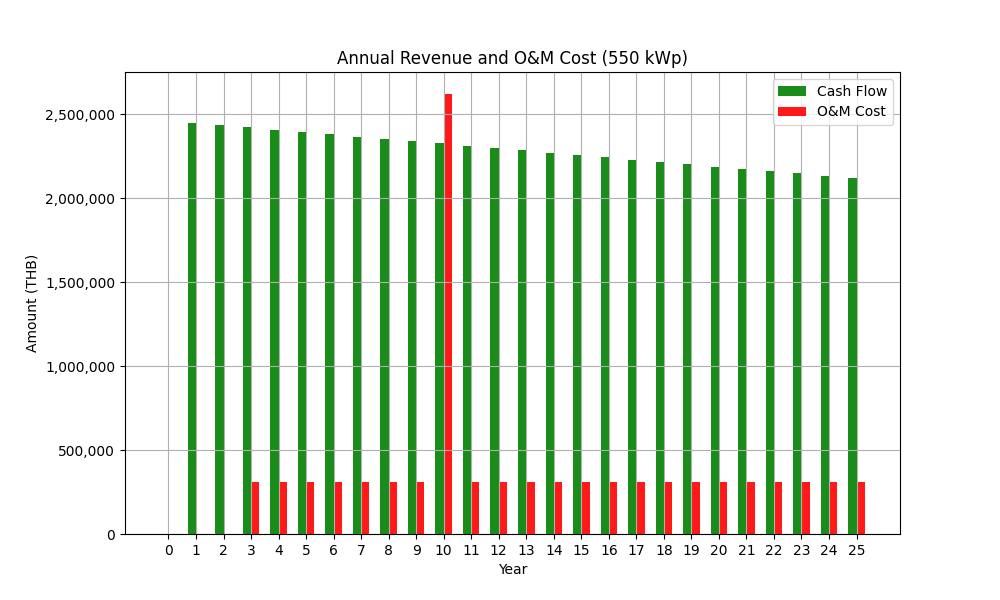 Annual Revenue and O&M Cost (550 kWp)
Cash Flow
O&M Cost
Amount (THB)
2,500,000
2,000,000
1,500,000
1,000,000
500,000
0
0 1 2 3 4 5 6 7 8 9 10 11 12 13 14 15 16 17 18 19 20 21 22 23 24 25
Year